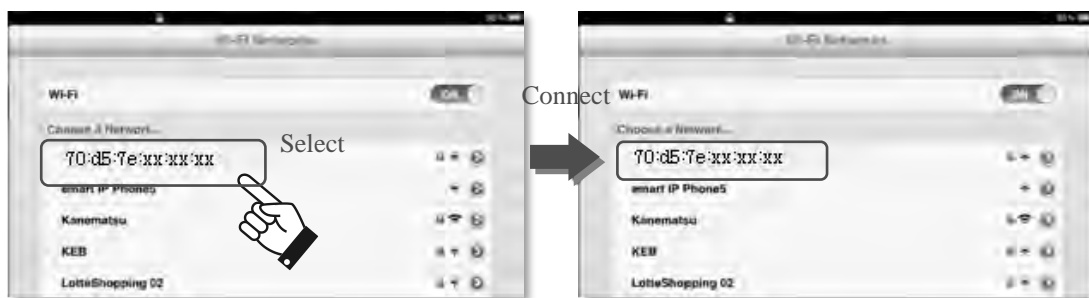 Wi-Fi Networks
Wi-Fi
ON
Choose a Network...
70:d5:7e:xx:xx:xx
Select
emart IP Phone5
Kanematsu
KEB
LotteShopping 02
Connect
Wi-Fi Networks
Wi-Fi
ON
Choose a Network...
70:d5:7e:xx:xx:xx
emart IP Phone5
Kanematsu
KEB
LotteShopping 02